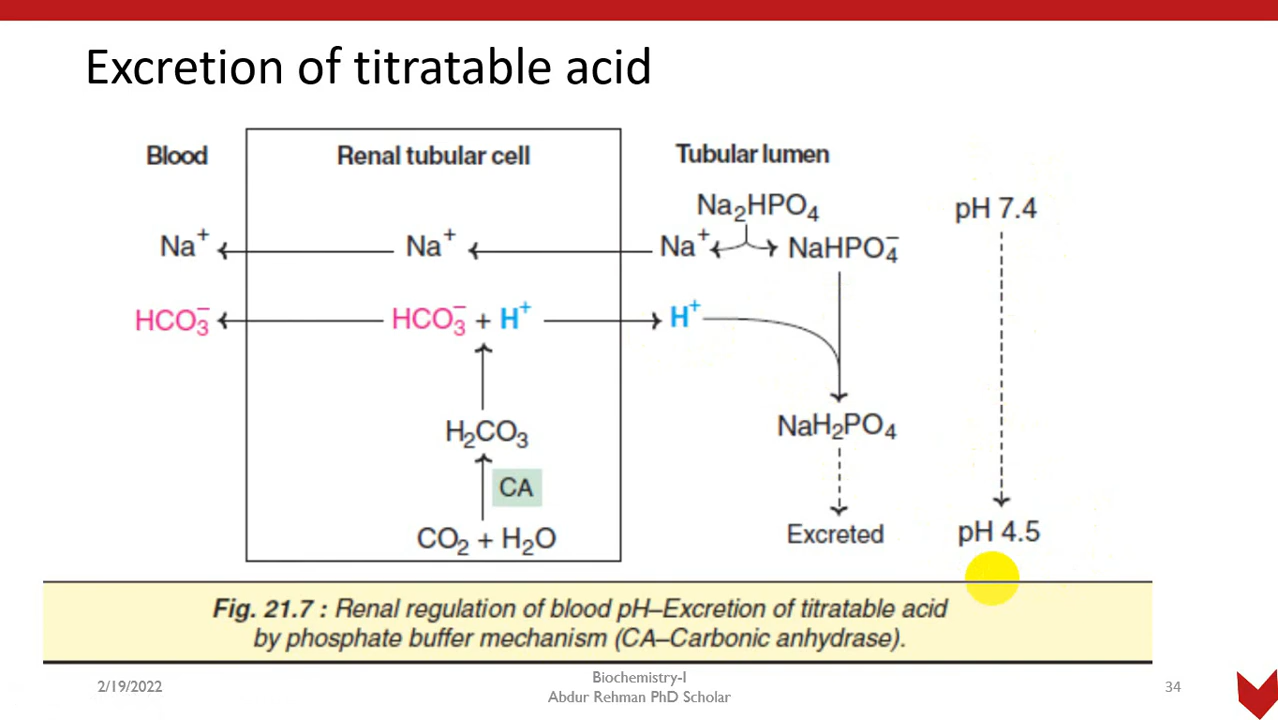 Excretion of titratable acid
Blood
Renal tubular cell
Tubular lumen
Na₂HPO₄
pH 7.4
Na⁺
Na⁺
Na⁺
NaHPO₄⁻
HCO₃⁻
HCO₃⁻ + H⁺
H⁺
H₂CO₃
NaH₂PO₄
CA
CO₂ + H₂O
Excreted
pH 4.5
Fig. 21.7 : Renal regulation of blood pH–Excretion of titratable acid
by phosphate buffer mechanism (CA–Carbonic anhydrase).
2/19/2022
Biochemistry-I
Abdur Rehman PhD Scholar
34